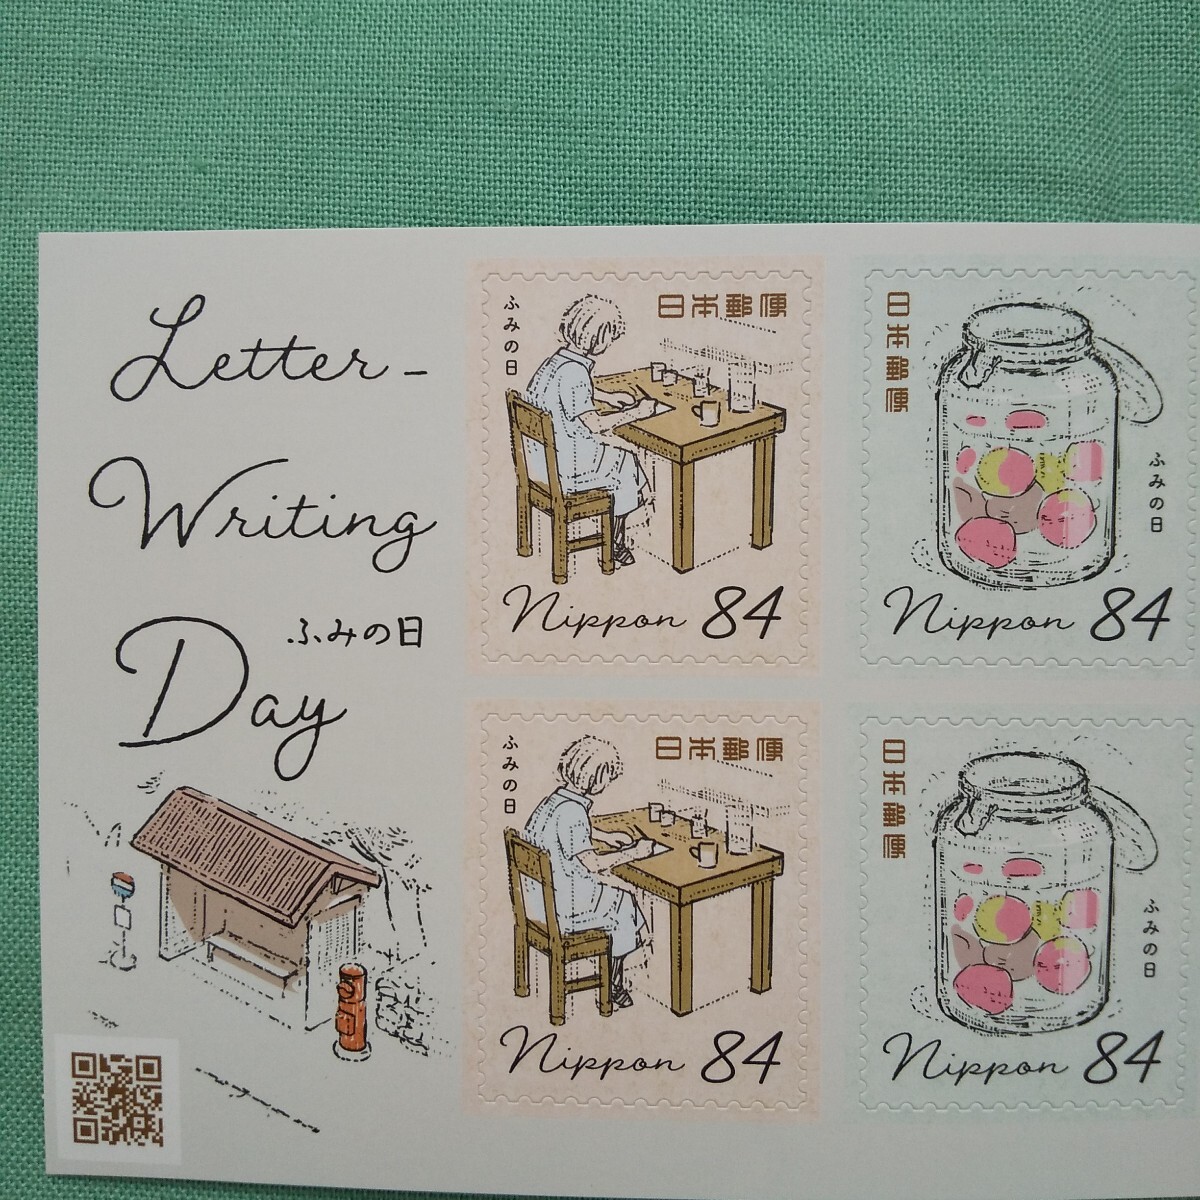 Letter-
Writing
Day
ふみの日
ふみの日
日本郵便
Nippon 84
日本郵便
ふみの日
Nippon 84
ふみの日
日本郵便
Nippon 84
日本郵便
ふみの日
Nippon 84